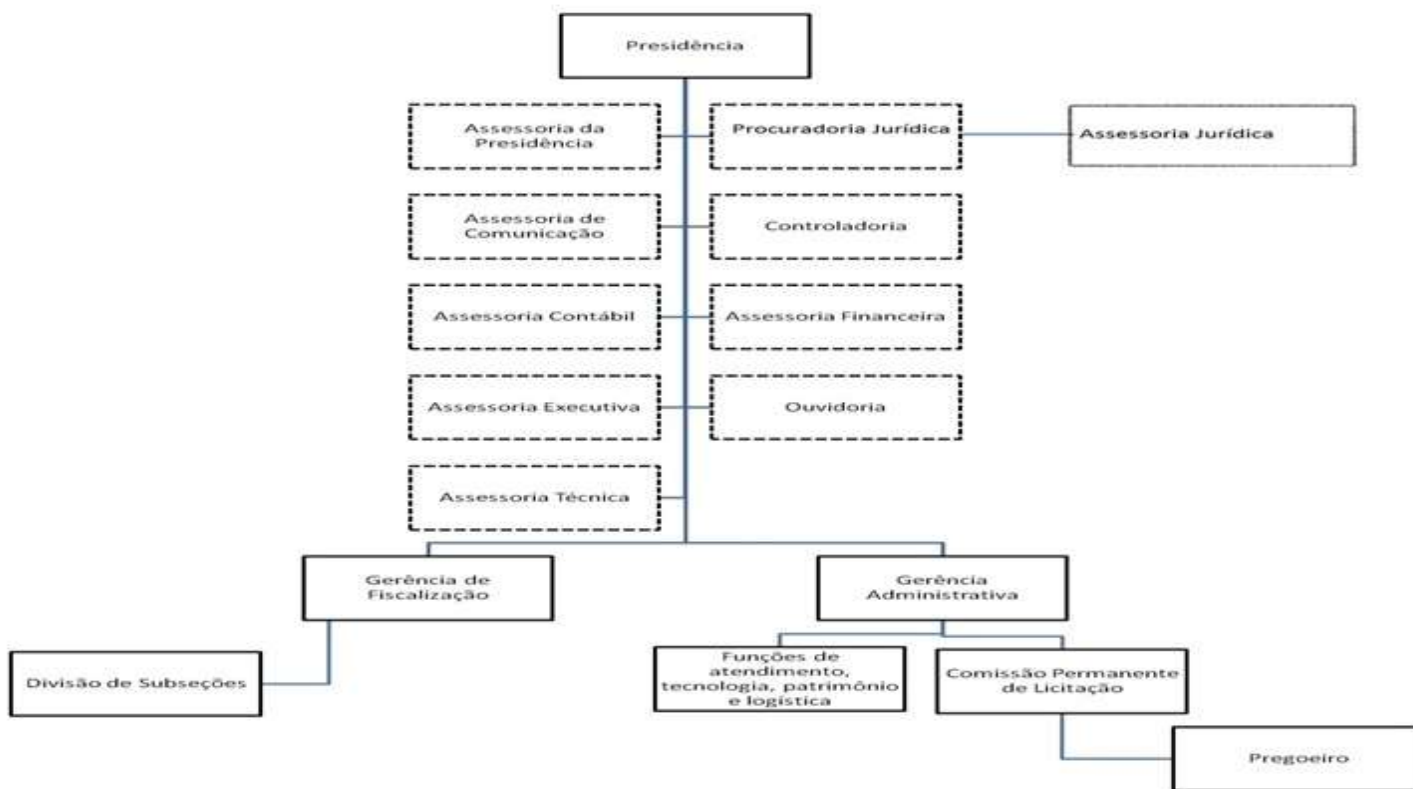 Presidência
Assessoria da
Presidência
Procuradoria Jurídica
Assessoria Jurídica
Assessoria de
Comunicação
Controladoria
Assessoria Contábil
Assessoria Financeira
Assessoria Executiva
Ouvidoria
Assessoria Técnica
Gerência de
Fiscalização
Gerência
Administrativa
Divisão de Subseções
Funções de
atendimento,
tecnologia, patrimônio
e logística
Comissão Permanente
de Licitação
Pregoeiro